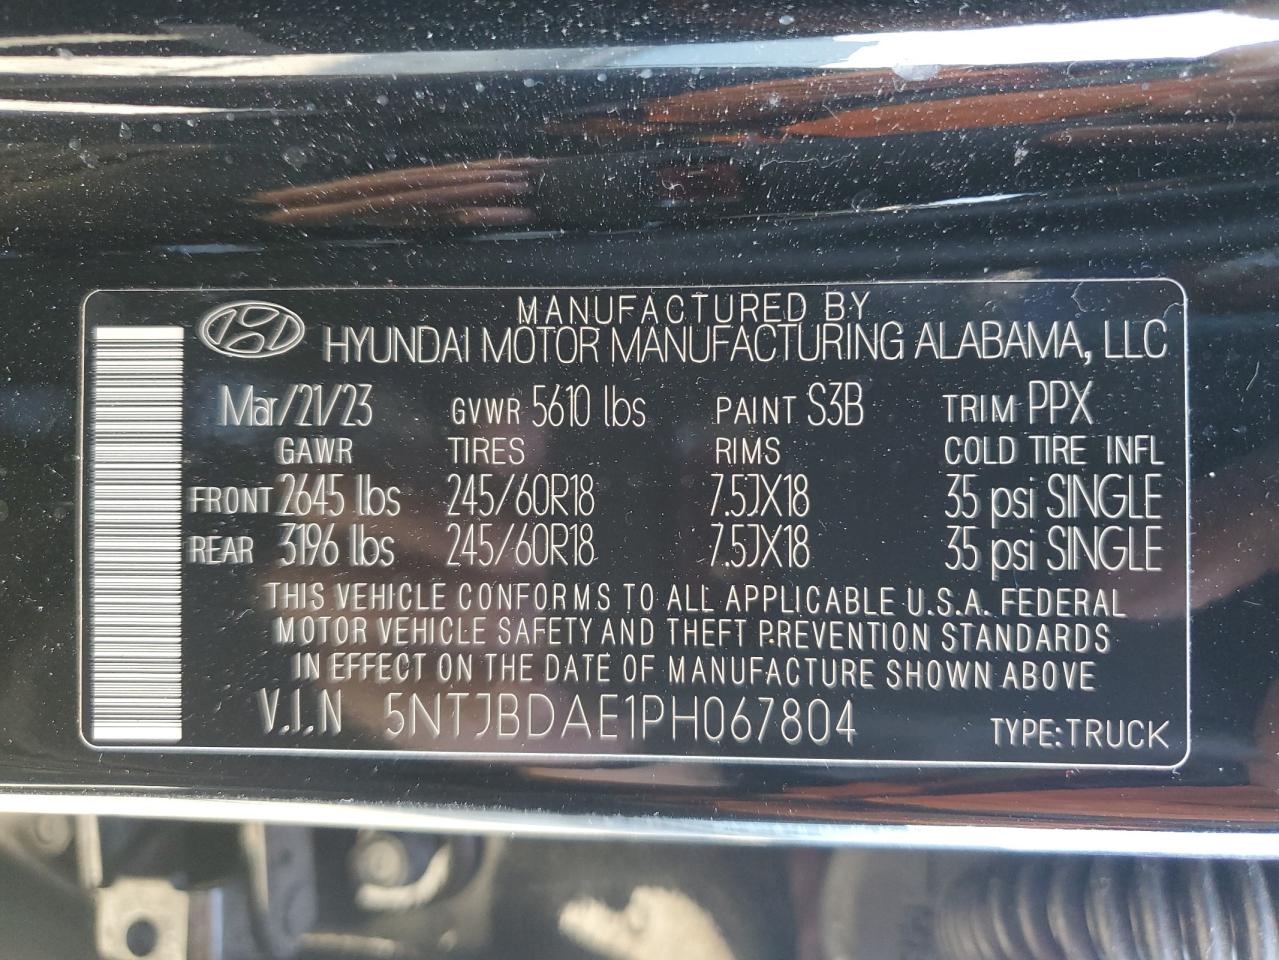 MANUFACTURED BY
HYUNDAI MOTOR MANUFACTURING ALABAMA, LLC
Mar/21/23 GVWR 5610 lbs PAINT S3B TRIM PPX
GAWR TIRES RIMS COLD TIRE INFL
FRONT 2645 lbs 245/60R18 7.5JX18 35 psi SINGLE
REAR 3196 lbs 245/60R18 7.5JX18 35 psi SINGLE
THIS VEHICLE CONFORMS TO ALL APPLICABLE U.S.A. FEDERAL
MOTOR VEHICLE SAFETY AND THEFT PREVENTION STANDARDS
IN EFFECT ON THE DATE OF MANUFACTURE SHOWN ABOVE
V.I.N 5NTJBDAE1PH067804 TYPE:TRUCK